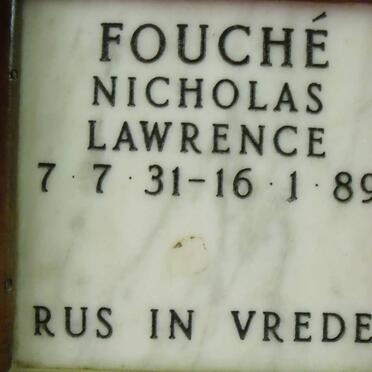 FOUCHÉ
NICHOLAS
LAWRENCE
7·7·31-16·1·89
RUS IN VREDE